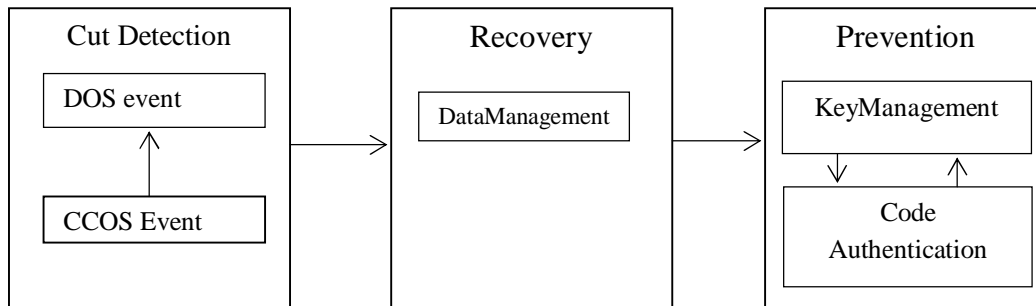 Cut Detection
DOS event
CCOS Event
Recovery
DataManagement
Prevention
KeyManagement
Code
Authentication